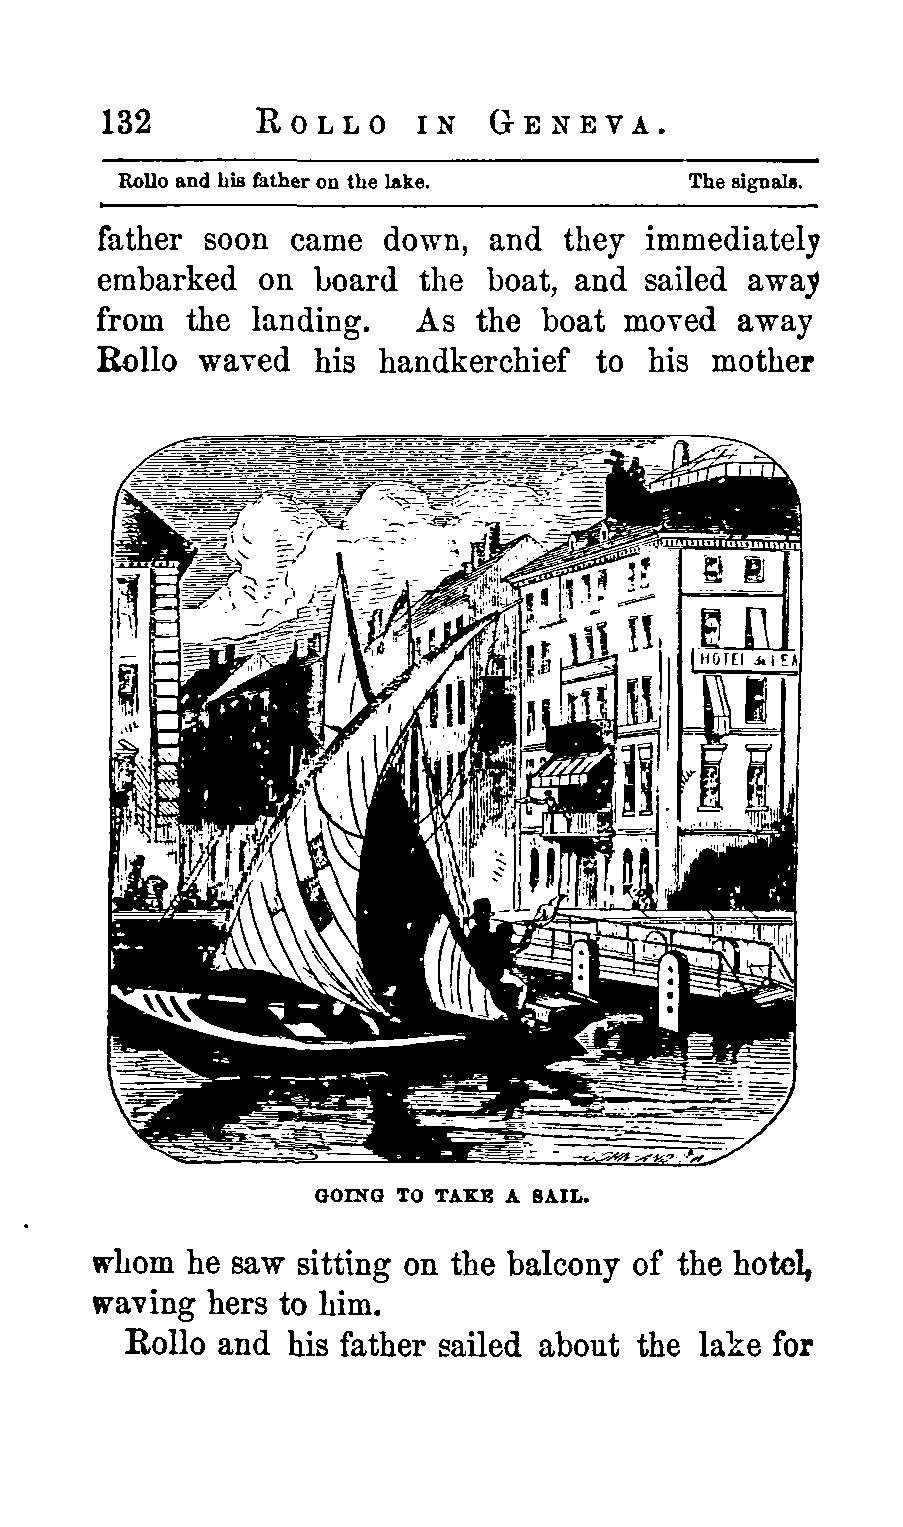 132 ROLLO IN GENEVA.
Rollo and his father on the lake. The signals.
father soon came down, and they immediately
embarked on board the boat, and sailed away
from the landing. As the boat moved away
Rollo waved his handkerchief to his mother
HOTEL
GOING TO TAKE A SAIL.
whom he saw sitting on the balcony of the hotel,
waving hers to him.
Rollo and his father sailed about the lake for